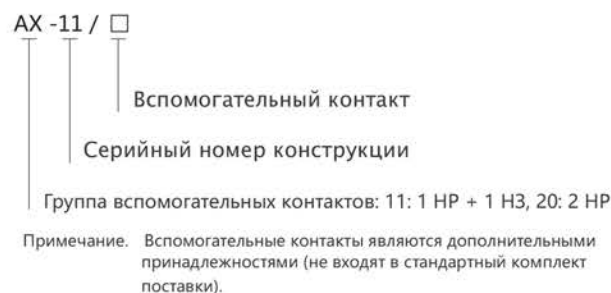 AX -11 / □
Вспомогательный контакт
Серийный номер конструкции
Группа вспомогательных контактов: 11: 1 НР + 1 НЗ, 20: 2 НР
Примечание. Вспомогательные контакты являются дополнительными
принадлежностями (не входят в стандартный комплект
поставки).